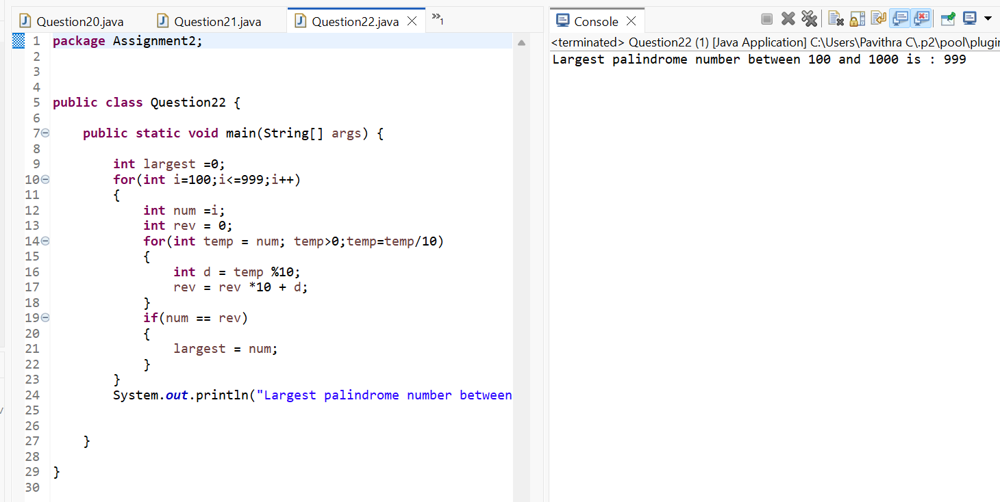 Question20.java Question21.java Question22.java »1
1 package Assignment2;
2
3
4
5 public class Question22 {
6
7 public static void main(String[] args) {
8
9 int largest =0;
10 for(int i=100;i<=999;i++)
11 {
12 int num =i;
13 int rev = 0;
14 for(int temp = num; temp>0;temp=temp/10)
15 {
16 int d = temp %10;
17 rev = rev *10 + d;
18 }
19 if(num == rev)
20 {
21 largest = num;
22 }
23 }
24 System.out.println("Largest palindrome number between
25
26
27 }
28
29 }
30
Console
<terminated> Question22 (1) [Java Application] C:\Users\Pavithra C\.p2\pool\plugin
Largest palindrome number between 100 and 1000 is : 999